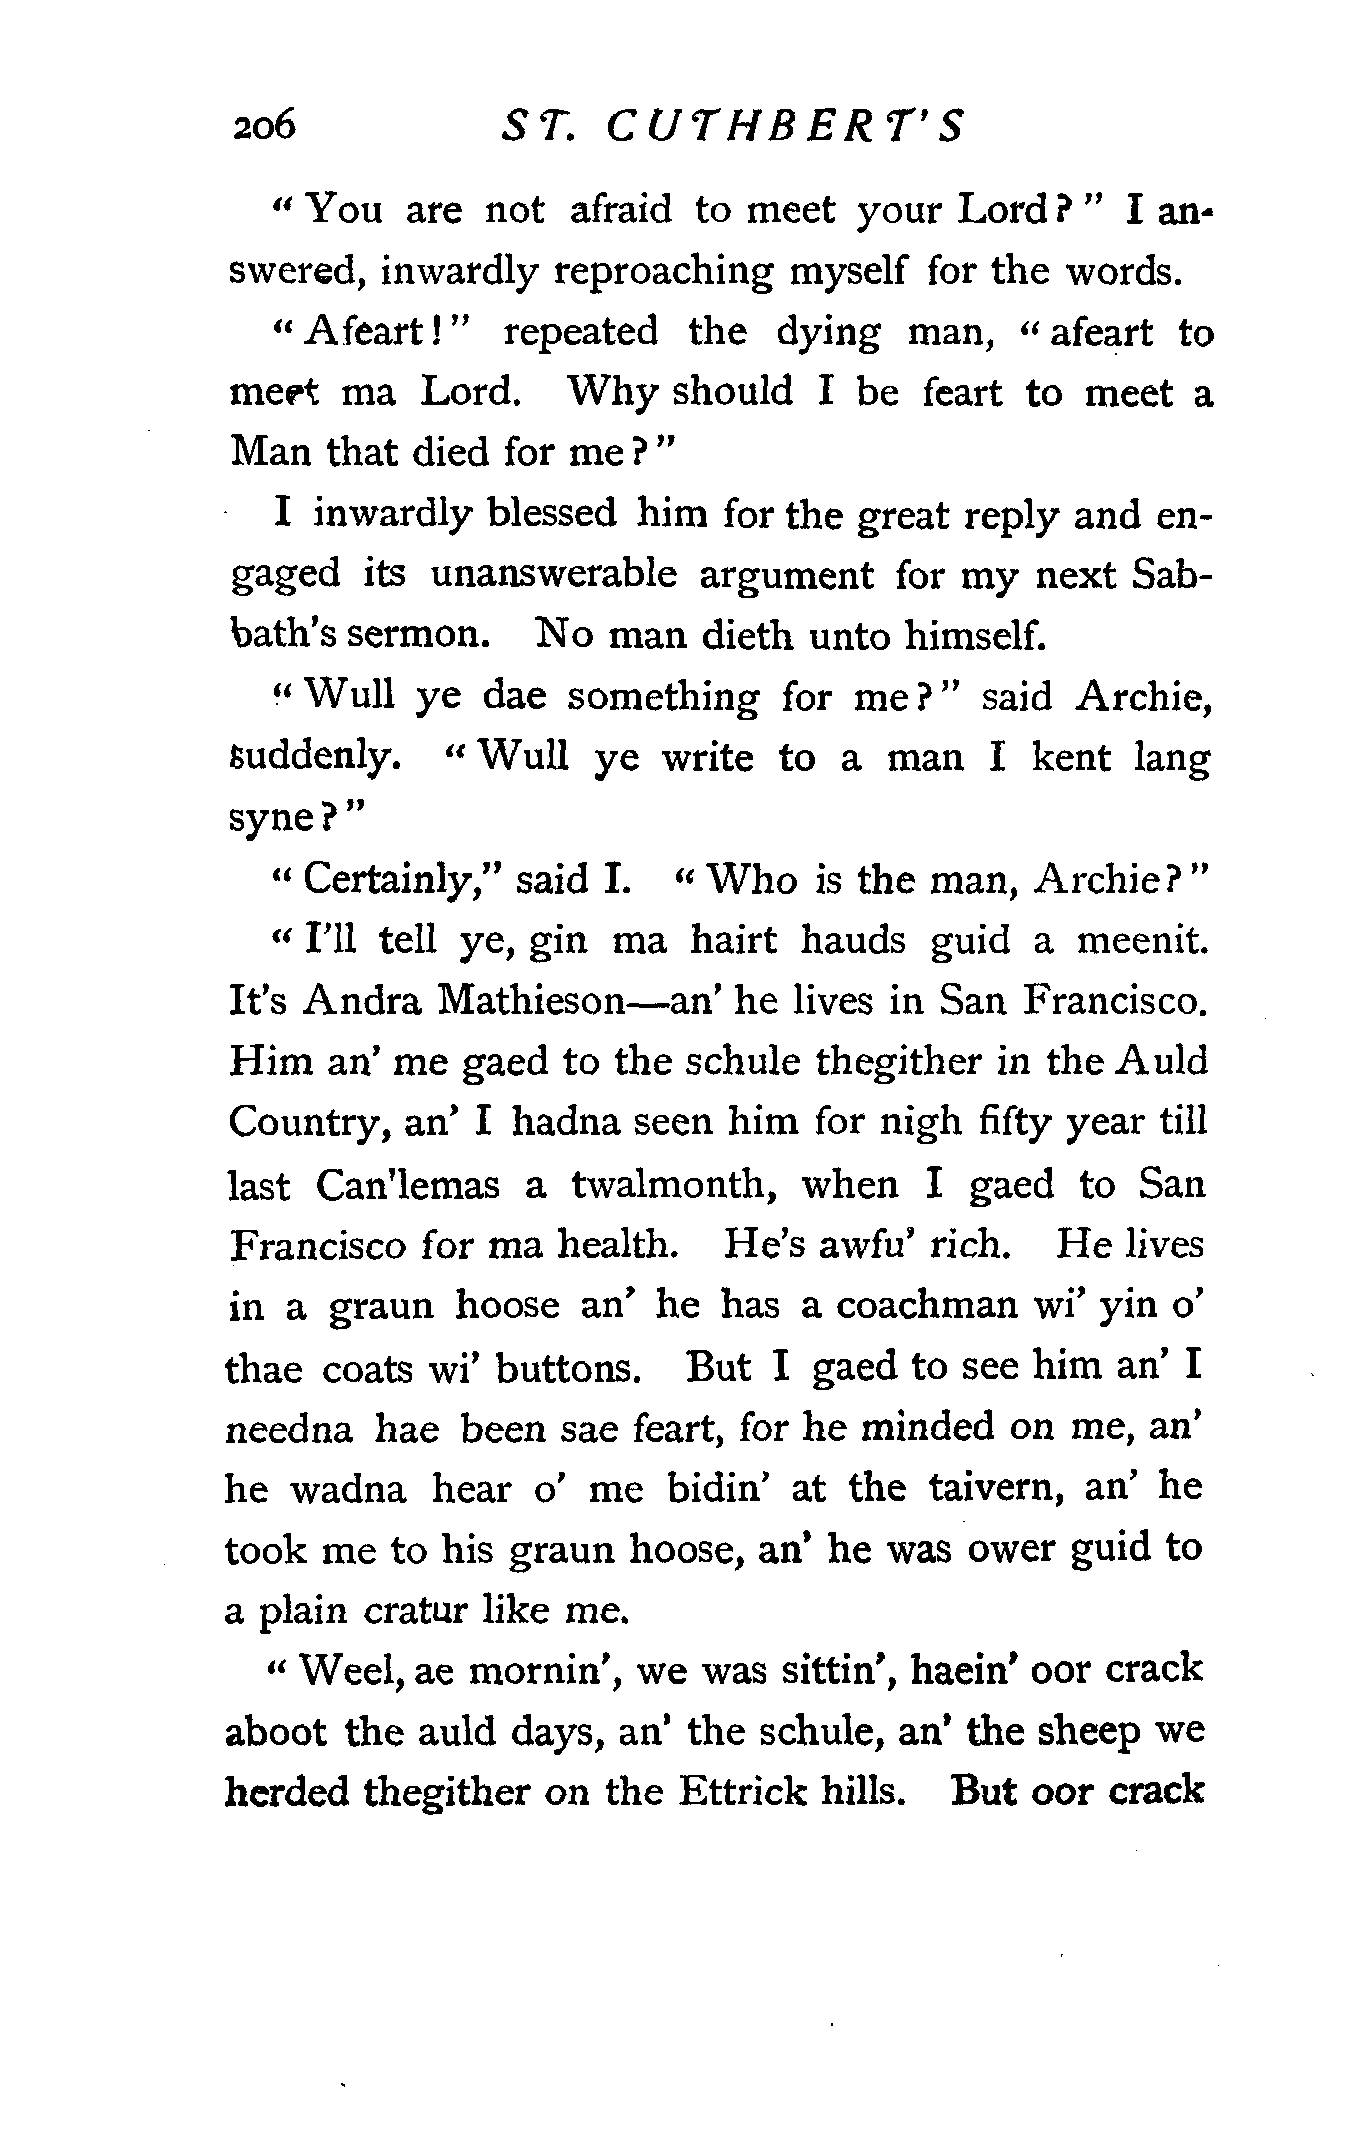 206 ST. CUTHBERT'S
" You are not afraid to meet your Lord? " I an-
swered, inwardly reproaching myself for the words.
" Afeart! " repeated the dying man, " afeart to
meet ma Lord. Why should I be feart to meet a
Man that died for me? "
I inwardly blessed him for the great reply and en-
gaged its unanswerable argument for my next Sab-
bath's sermon. No man dieth unto himself.
" Wull ye dae something for me? " said Archie,
suddenly. " Wull ye write to a man I kent lang
syne? "
" Certainly," said I. " Who is the man, Archie? "
" I'll tell ye, gin ma hairt hauds guid a meenit.
It's Andra Mathieson—an' he lives in San Francisco.
Him an' me gaed to the schule thegither in the Auld
Country, an' I hadna seen him for nigh fifty year till
last Can'lemas a twalmonth, when I gaed to San
Francisco for ma health. He's awfu' rich. He lives
in a graun hoose an' he has a coachman wi' yin o'
thae coats wi' buttons. But I gaed to see him an' I
needna hae been sae feart, for he minded on me, an'
he wadna hear o' me bidin' at the taivern, an' he
took me to his graun hoose, an' he was ower guid to
a plain cratur like me.
" Weel, ae mornin', we was sittin', haein' oor crack
aboot the auld days, an' the schule, an' the sheep we
herded thegither on the Ettrick hills. But oor crack